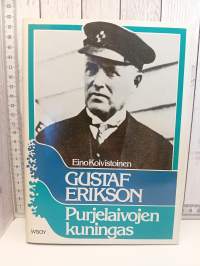 Eino Koivistoinen
GUSTAF
ERIKSON
Purjelaivojen
kuningas
WSOY